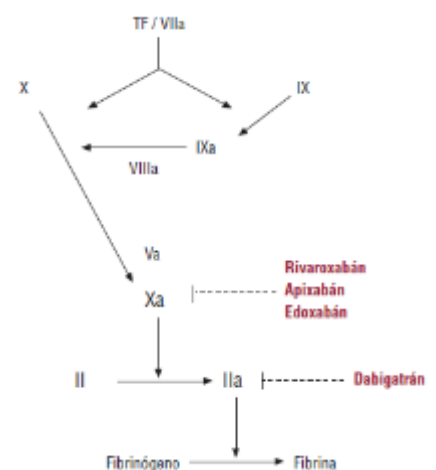 TF / VIIa
X
IX
IXa
VIIIa
Va
Xa
Rivaroxabán
Apixabán
Edoxabán
II
IIa
Dabigatrán
Fibrinógeno
Fibrina